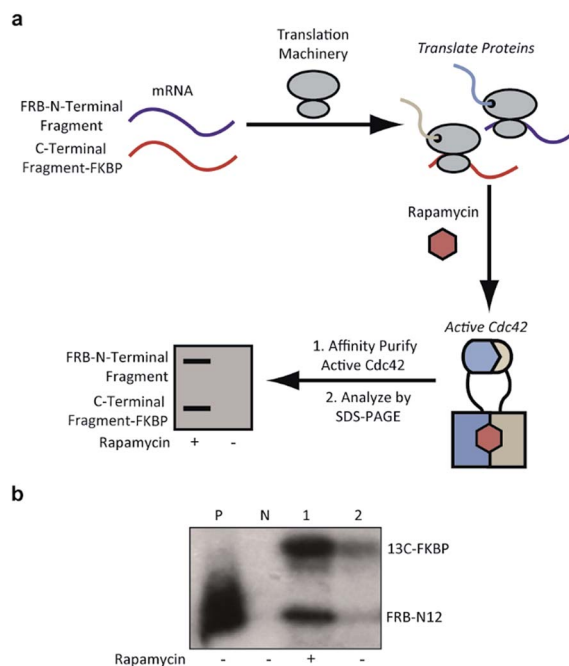 a
Translation
Machinery
Translate Proteins
mRNA
FRB-N-Terminal
Fragment
C-Terminal
Fragment-FKBP
Rapamycin
Active Cdc42
1. Affinity Purify
Active Cdc42
2. Analyze by
SDS-PAGE
FRB-N-Terminal
Fragment
C-Terminal
Fragment-FKBP
Rapamycin + -
b
P N 1 2
13C-FKBP
FRB-N12
Rapamycin - - + -